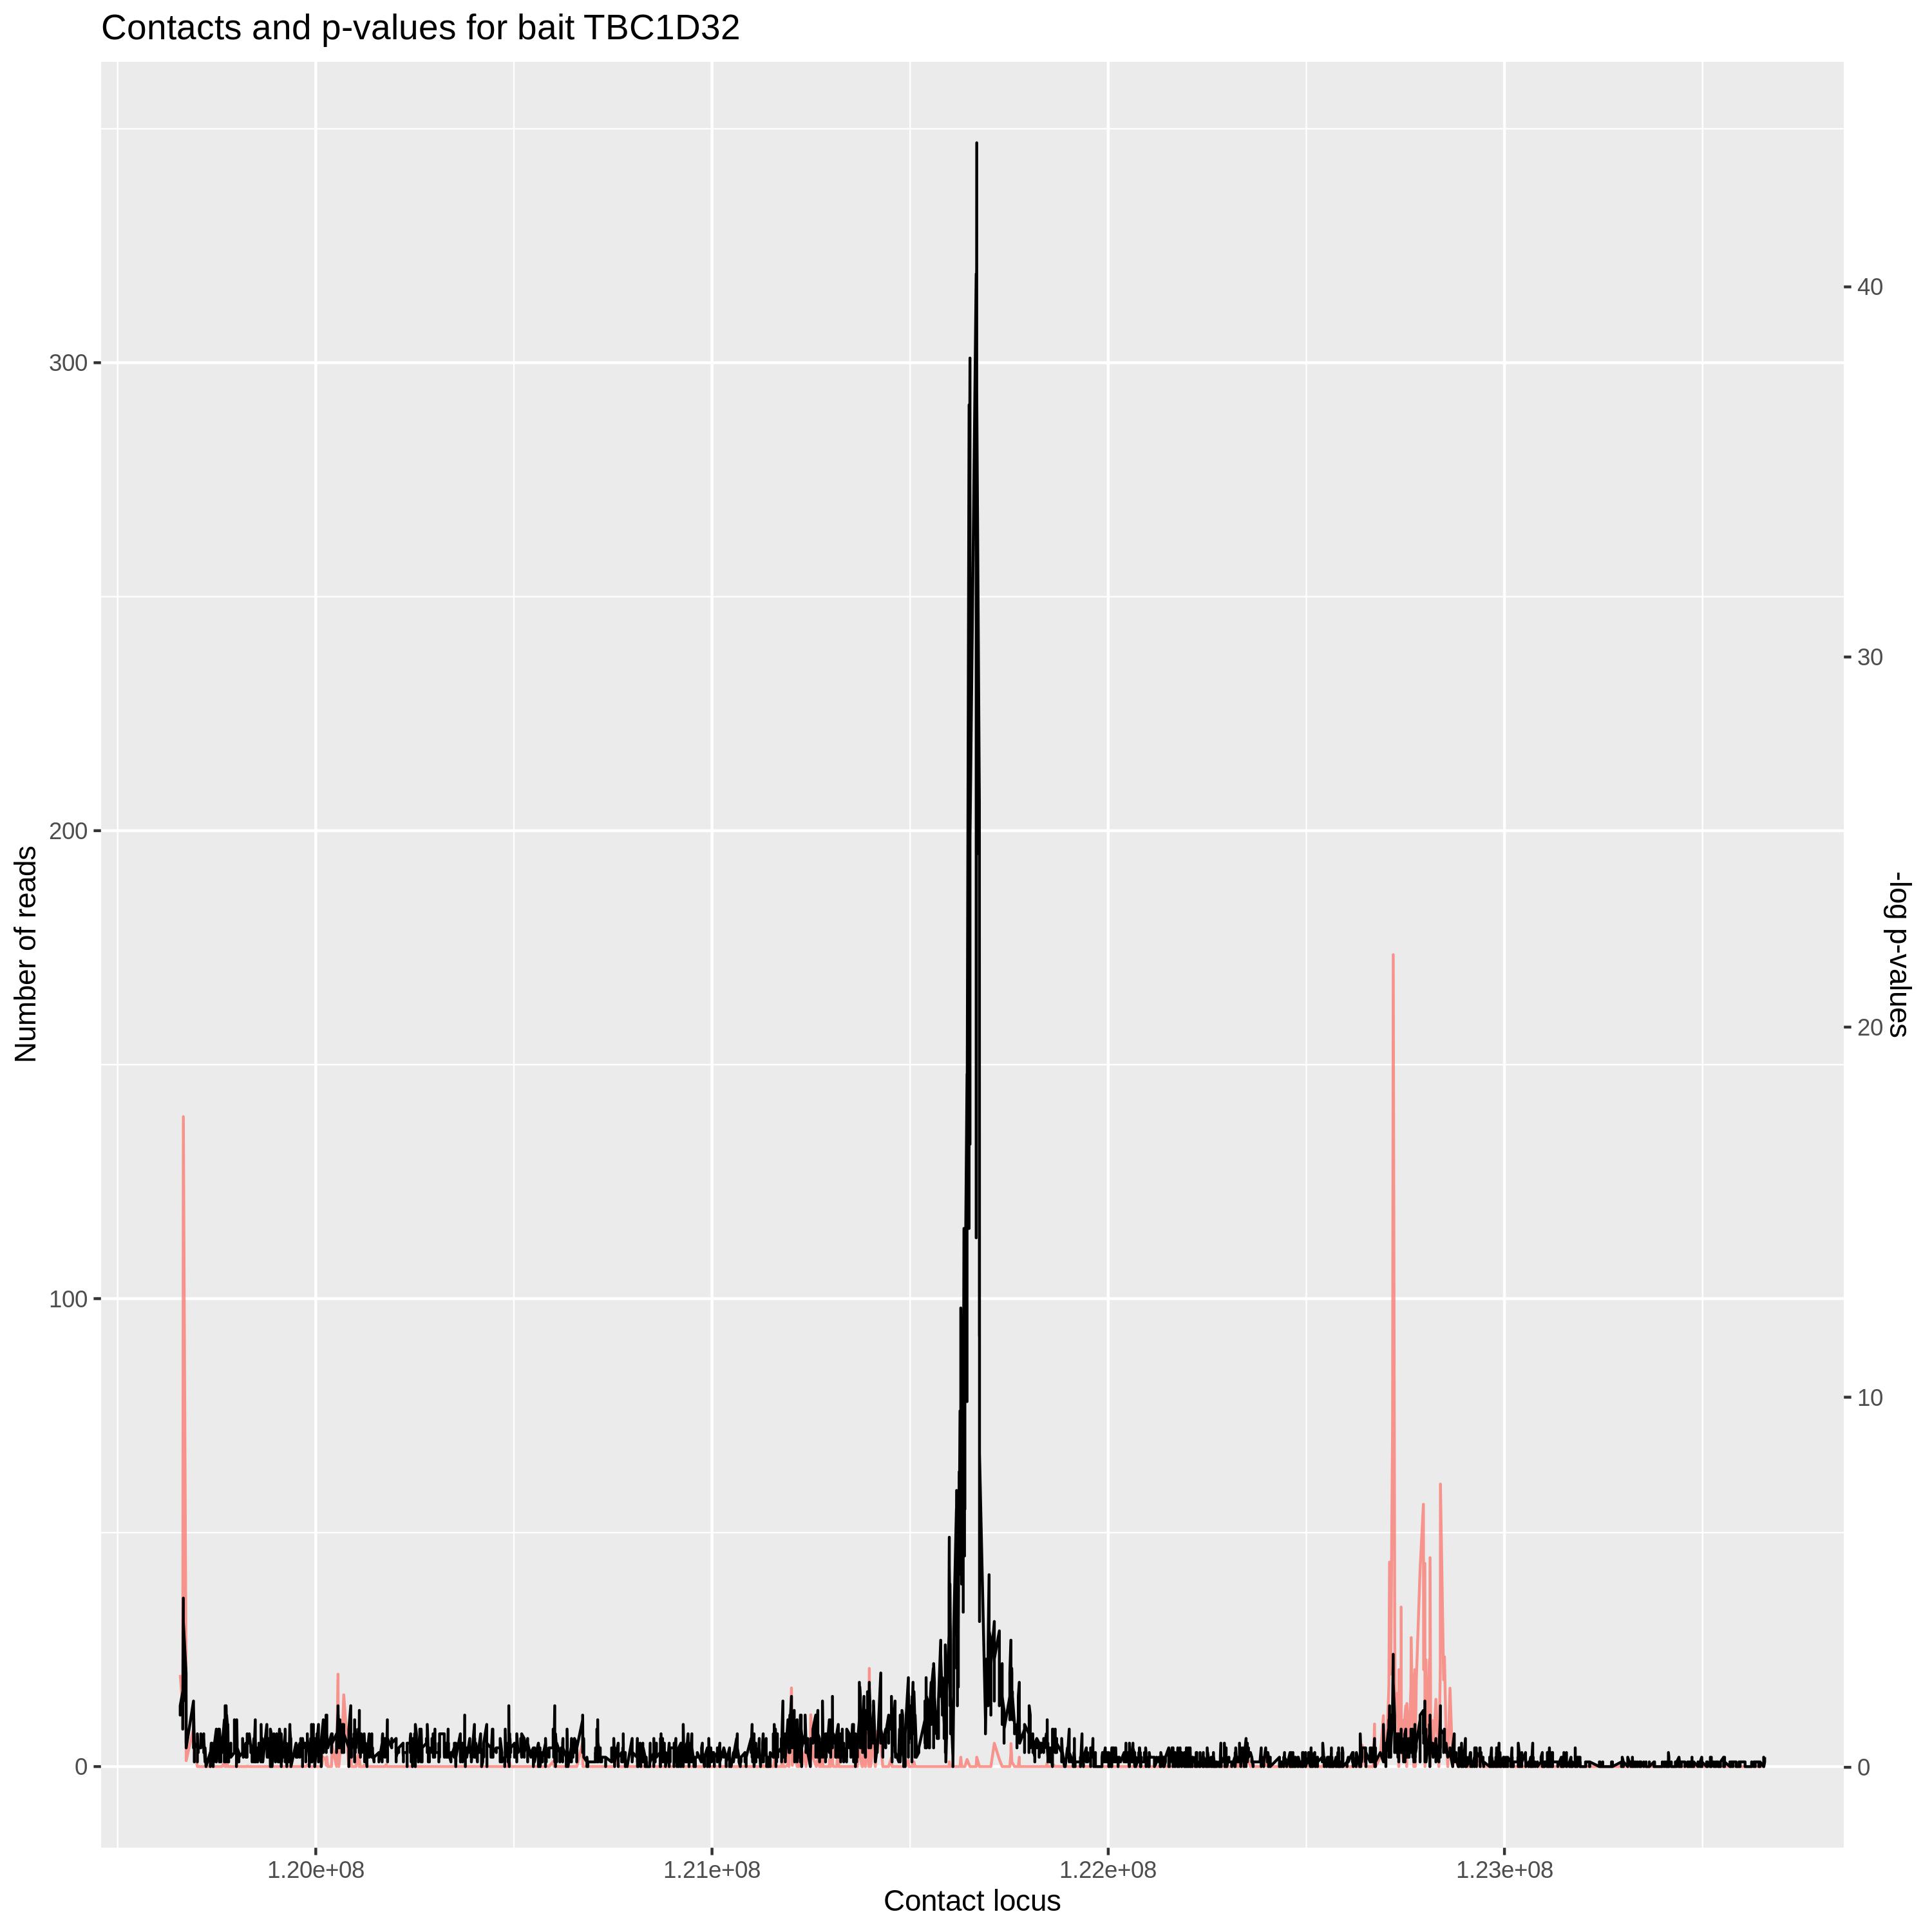 Contacts and p-values for bait TBC1D32
Number of reads
300
200
100
0
40
30
20
10
0
-log p-values
1.20e+08
1.21e+08
1.22e+08
1.23e+08
Contact locus